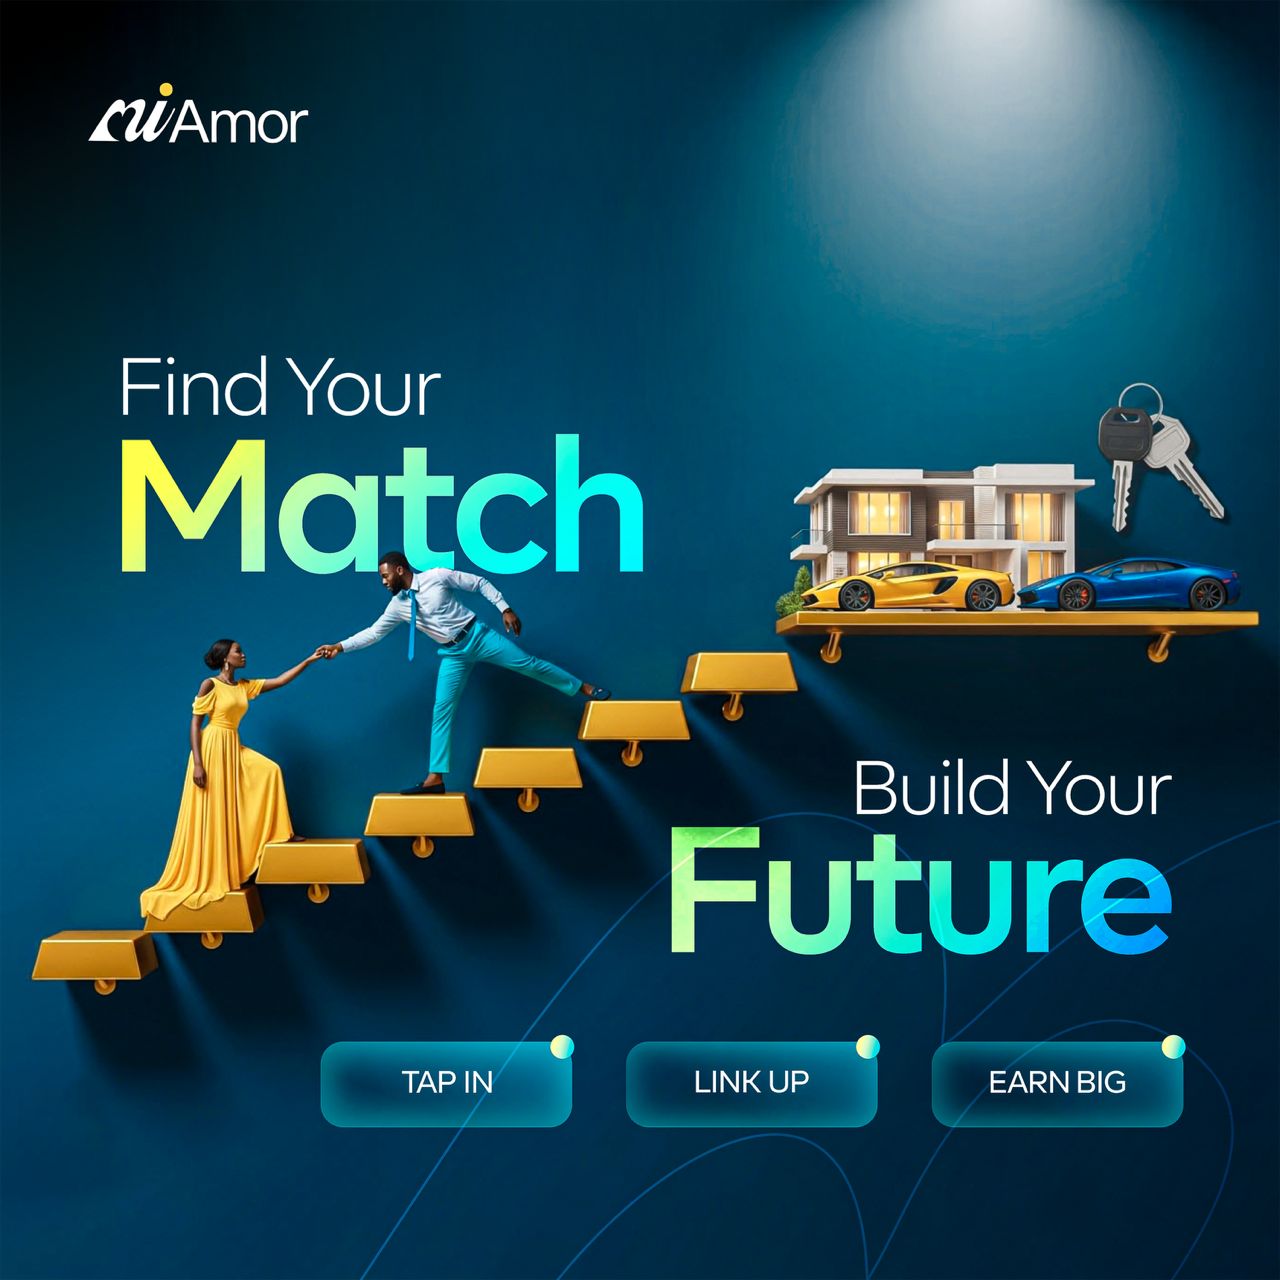 miAmor
Find Your
Match
Build Your
Future
TAP IN
LINK UP
EARN BIG